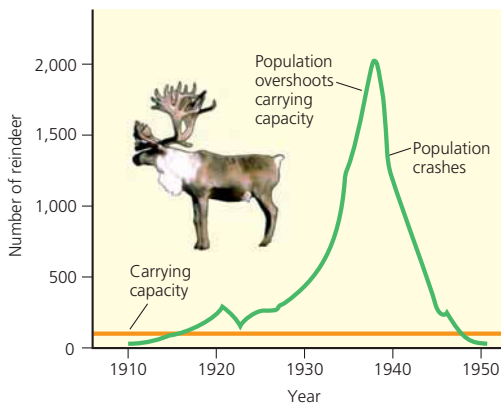 2,000
1,500
1,000
500
0
Number of reindeer
Population
overshoots
carrying
capacity
Population
crashes
Carrying
capacity
1910 1920 1930 1940 1950
Year